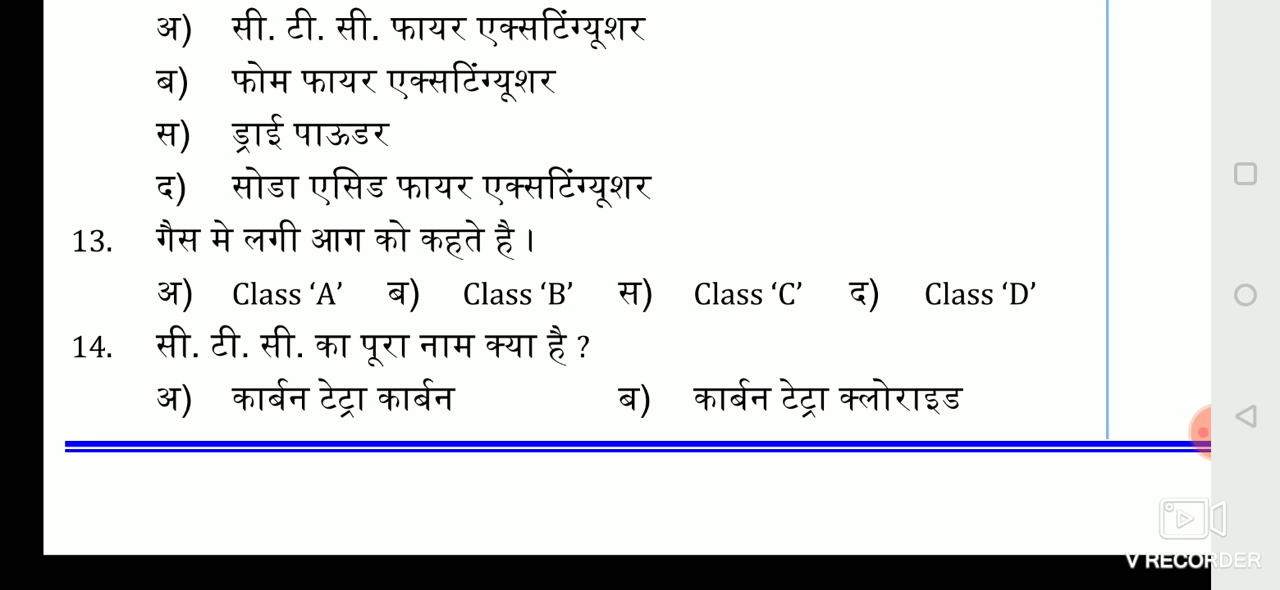 अ) सी. टी. सी. फायर एक्सटिंग्यूशर
ब) फोम फायर एक्सटिंग्यूशर
स) ड्राई पाऊडर
द) सोडा एसिड फायर एक्सटिंग्यूशर
13. गैस मे लगी आग को कहते है ।
अ) Class ‘A’ ब) Class ‘B’ स) Class ‘C’ द) Class ‘D’
14. सी. टी. सी. का पूरा नाम क्या है ?
अ) कार्बन टेट्रा कार्बन ब) कार्बन टेट्रा क्लोराइड
V RECORDER